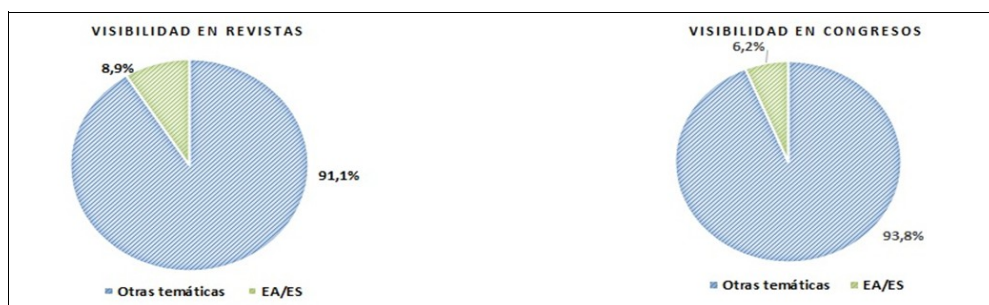 VISIBILIDAD EN REVISTAS
8,9%
91,1%
Otras temáticas EA/ES
VISIBILIDAD EN CONGRESOS
6,2%
93,8%
Otras temáticas EA/ES